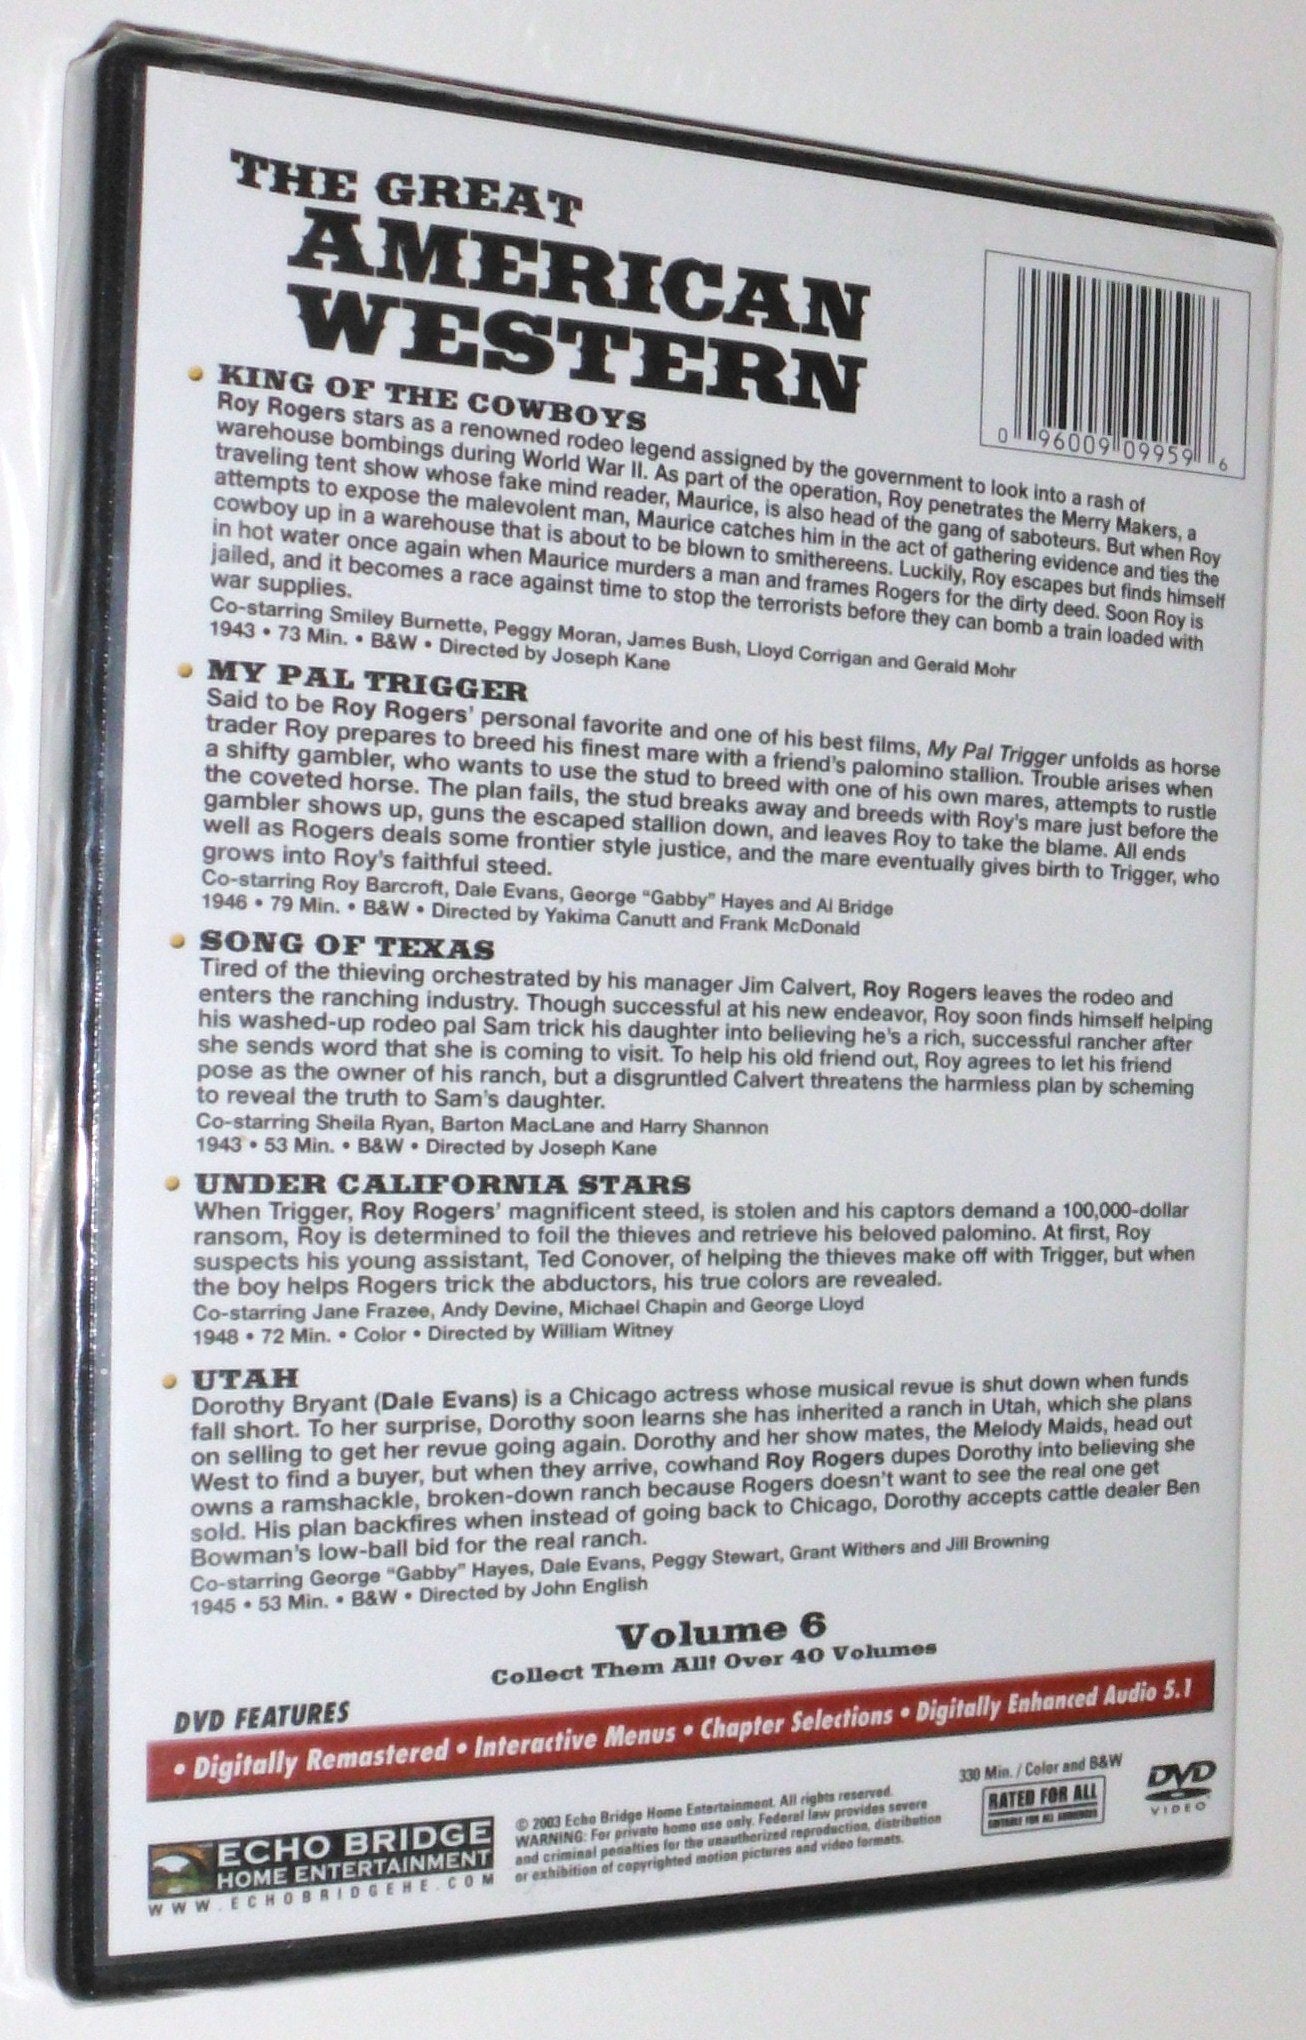 THE GREAT
AMERICAN
WESTERN
0 96009 09959 6
• KING OF THE COWBOYS
Roy Rogers stars as a renowned rodeo legend assigned by the government to look into a rash of
warehouse bombings during World War II. As part of the operation, Roy penetrates the Merry Makers, a
traveling tent show whose fake mind reader, Maurice, is also head of the gang of saboteurs. But when Roy
attempts to expose the malevolent man, Maurice catches him in the act of gathering evidence and ties the
cowboy up in a warehouse that is about to be blown to smithereens. Luckily, Roy escapes but finds himself
in hot water once again when Maurice murders a man and frames Rogers for the dirty deed. Soon Roy is
jailed, and it becomes a race against time to stop the terrorists before they can bomb a train loaded with
war supplies.
Co-starring Smiley Burnette, Peggy Moran, James Bush, Lloyd Corrigan and Gerald Mohr
1943 • 73 Min. • B&W • Directed by Joseph Kane
• MY PAL TRIGGER
Said to be Roy Rogers' personal favorite and one of his best films, My Pal Trigger unfolds as horse
trader Roy prepares to breed his finest mare with a friend's palomino stallion. Trouble arises when
a shifty gambler, who wants to use the stud to breed with one of his own mares, attempts to rustle
the coveted horse. The plan fails, the stud breaks away and breeds with Roy's mare just before the
gambler shows up, guns the escaped stallion down, and leaves Roy to take the blame. All ends
well as Rogers deals some frontier style justice, and the mare eventually gives birth to Trigger, who
grows into Roy's faithful steed.
Co-starring Roy Barcroft, Dale Evans, George "Gabby" Hayes and Al Bridge
1946 • 79 Min. • B&W • Directed by Yakima Canutt and Frank McDonald
• SONG OF TEXAS
Tired of the thieving orchestrated by his manager Jim Calvert, Roy Rogers leaves the rodeo and
enters the ranching industry. Though successful at his new endeavor, Roy soon finds himself helping
his washed-up rodeo pal Sam trick his daughter into believing he's a rich, successful rancher after
she sends word that she is coming to visit. To help his old friend out, Roy agrees to let his friend
pose as the owner of his ranch, but a disgruntled Calvert threatens the harmless plan by scheming
to reveal the truth to Sam's daughter.
Co-starring Sheila Ryan, Barton MacLane and Harry Shannon
1943 • 53 Min. • B&W • Directed by Joseph Kane
• UNDER CALIFORNIA STARS
When Trigger, Roy Rogers' magnificent steed, is stolen and his captors demand a 100,000-dollar
ransom, Roy is determined to foil the thieves and retrieve his beloved palomino. At first, Roy
suspects his young assistant, Ted Conover, of helping the thieves make off with Trigger, but when
the boy helps Rogers trick the abductors, his true colors are revealed.
Co-starring Jane Frazee, Andy Devine, Michael Chapin and George Lloyd
1948 • 72 Min. • Color • Directed by William Witney
• UTAH
Dorothy Bryant (Dale Evans) is a Chicago actress whose musical revue is shut down when funds
fall short. To her surprise, Dorothy soon learns she has inherited a ranch in Utah, which she plans
on selling to get her revue going again. Dorothy and her show mates, the Melody Maids, head out
West to find a buyer, but when they arrive, cowhand Roy Rogers dupes Dorothy into believing she
owns a ramshackle, broken-down ranch because Rogers doesn't want to see the real one get
sold. His plan backfires when instead of going back to Chicago, Dorothy accepts cattle dealer Ben
Bowman's low-ball bid for the real ranch.
Co-starring George "Gabby" Hayes, Dale Evans, Peggy Stewart, Grant Withers and Jill Browning
1945 • 53 Min. • B&W • Directed by John English
Volume 6
Collect Them All! Over 40 Volumes
DVD FEATURES
• Digitally Remastered • Interactive Menus • Chapter Selections • Digitally Enhanced Audio 5.1
ECHO BRIDGE
HOME ENTERTAINMENT
WWW.ECHOBRIDGEHE.COM
© 2003 Echo Bridge Home Entertainment. All rights reserved.
WARNING: For private home use only. Federal law provides severe
and criminal penalties for the unauthorized reproduction, distribution
or exhibition of copyrighted motion pictures and video formats.
330 Min. / Color and B&W
RATED FOR ALL
SUITABLE FOR ALL AUDIENCES
DVD
VIDEO